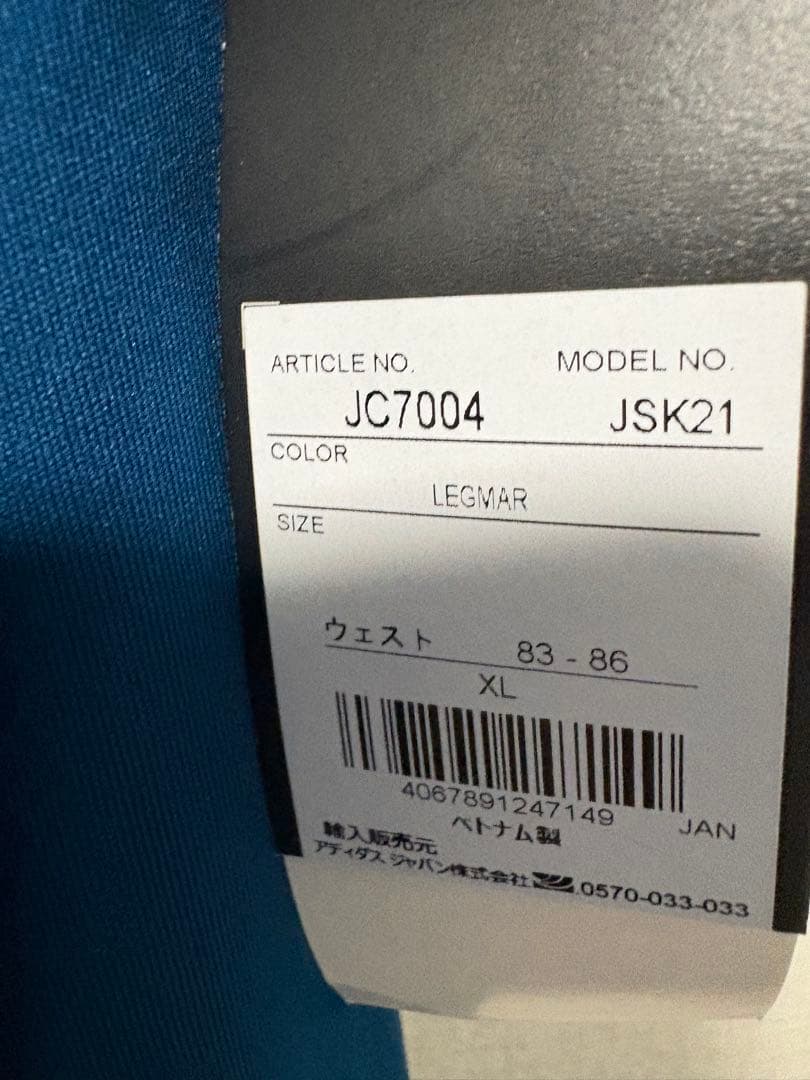 ARTICLE NO. MODEL NO.
JC7004 JSK21
COLOR
LEGMAR
SIZE
ウェスト 83 - 86
XL
4067891247149 JAN
ベトナム製
輸入販売元
アディダス ジャパン株式会社 0570-033-033